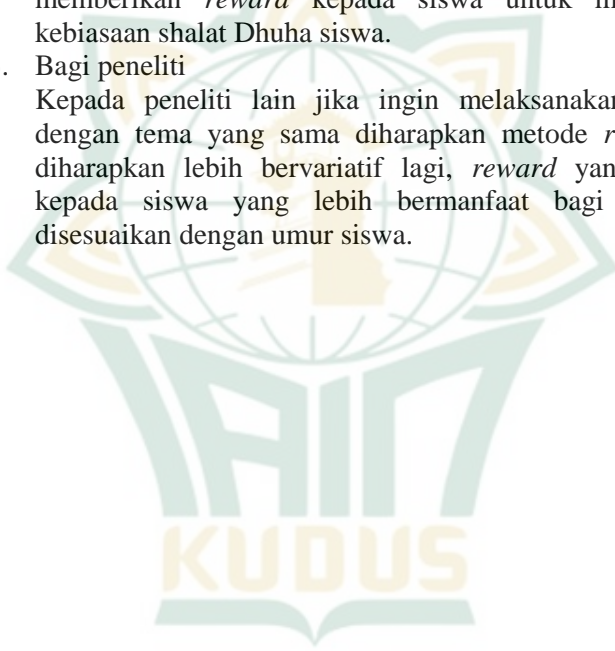 memberikan reward kepada siswa untuk
kebiasaan shalat Dhuha siswa.
. Bagi peneliti
Kepada peneliti lain jika ingin melaksanakan
dengan tema yang sama diharapkan metode
diharapkan lebih bervariatif lagi, reward
kepada siswa yang lebih bermanfaat bagi
disesuaikan dengan umur siswa.
IAIN
KUDUS